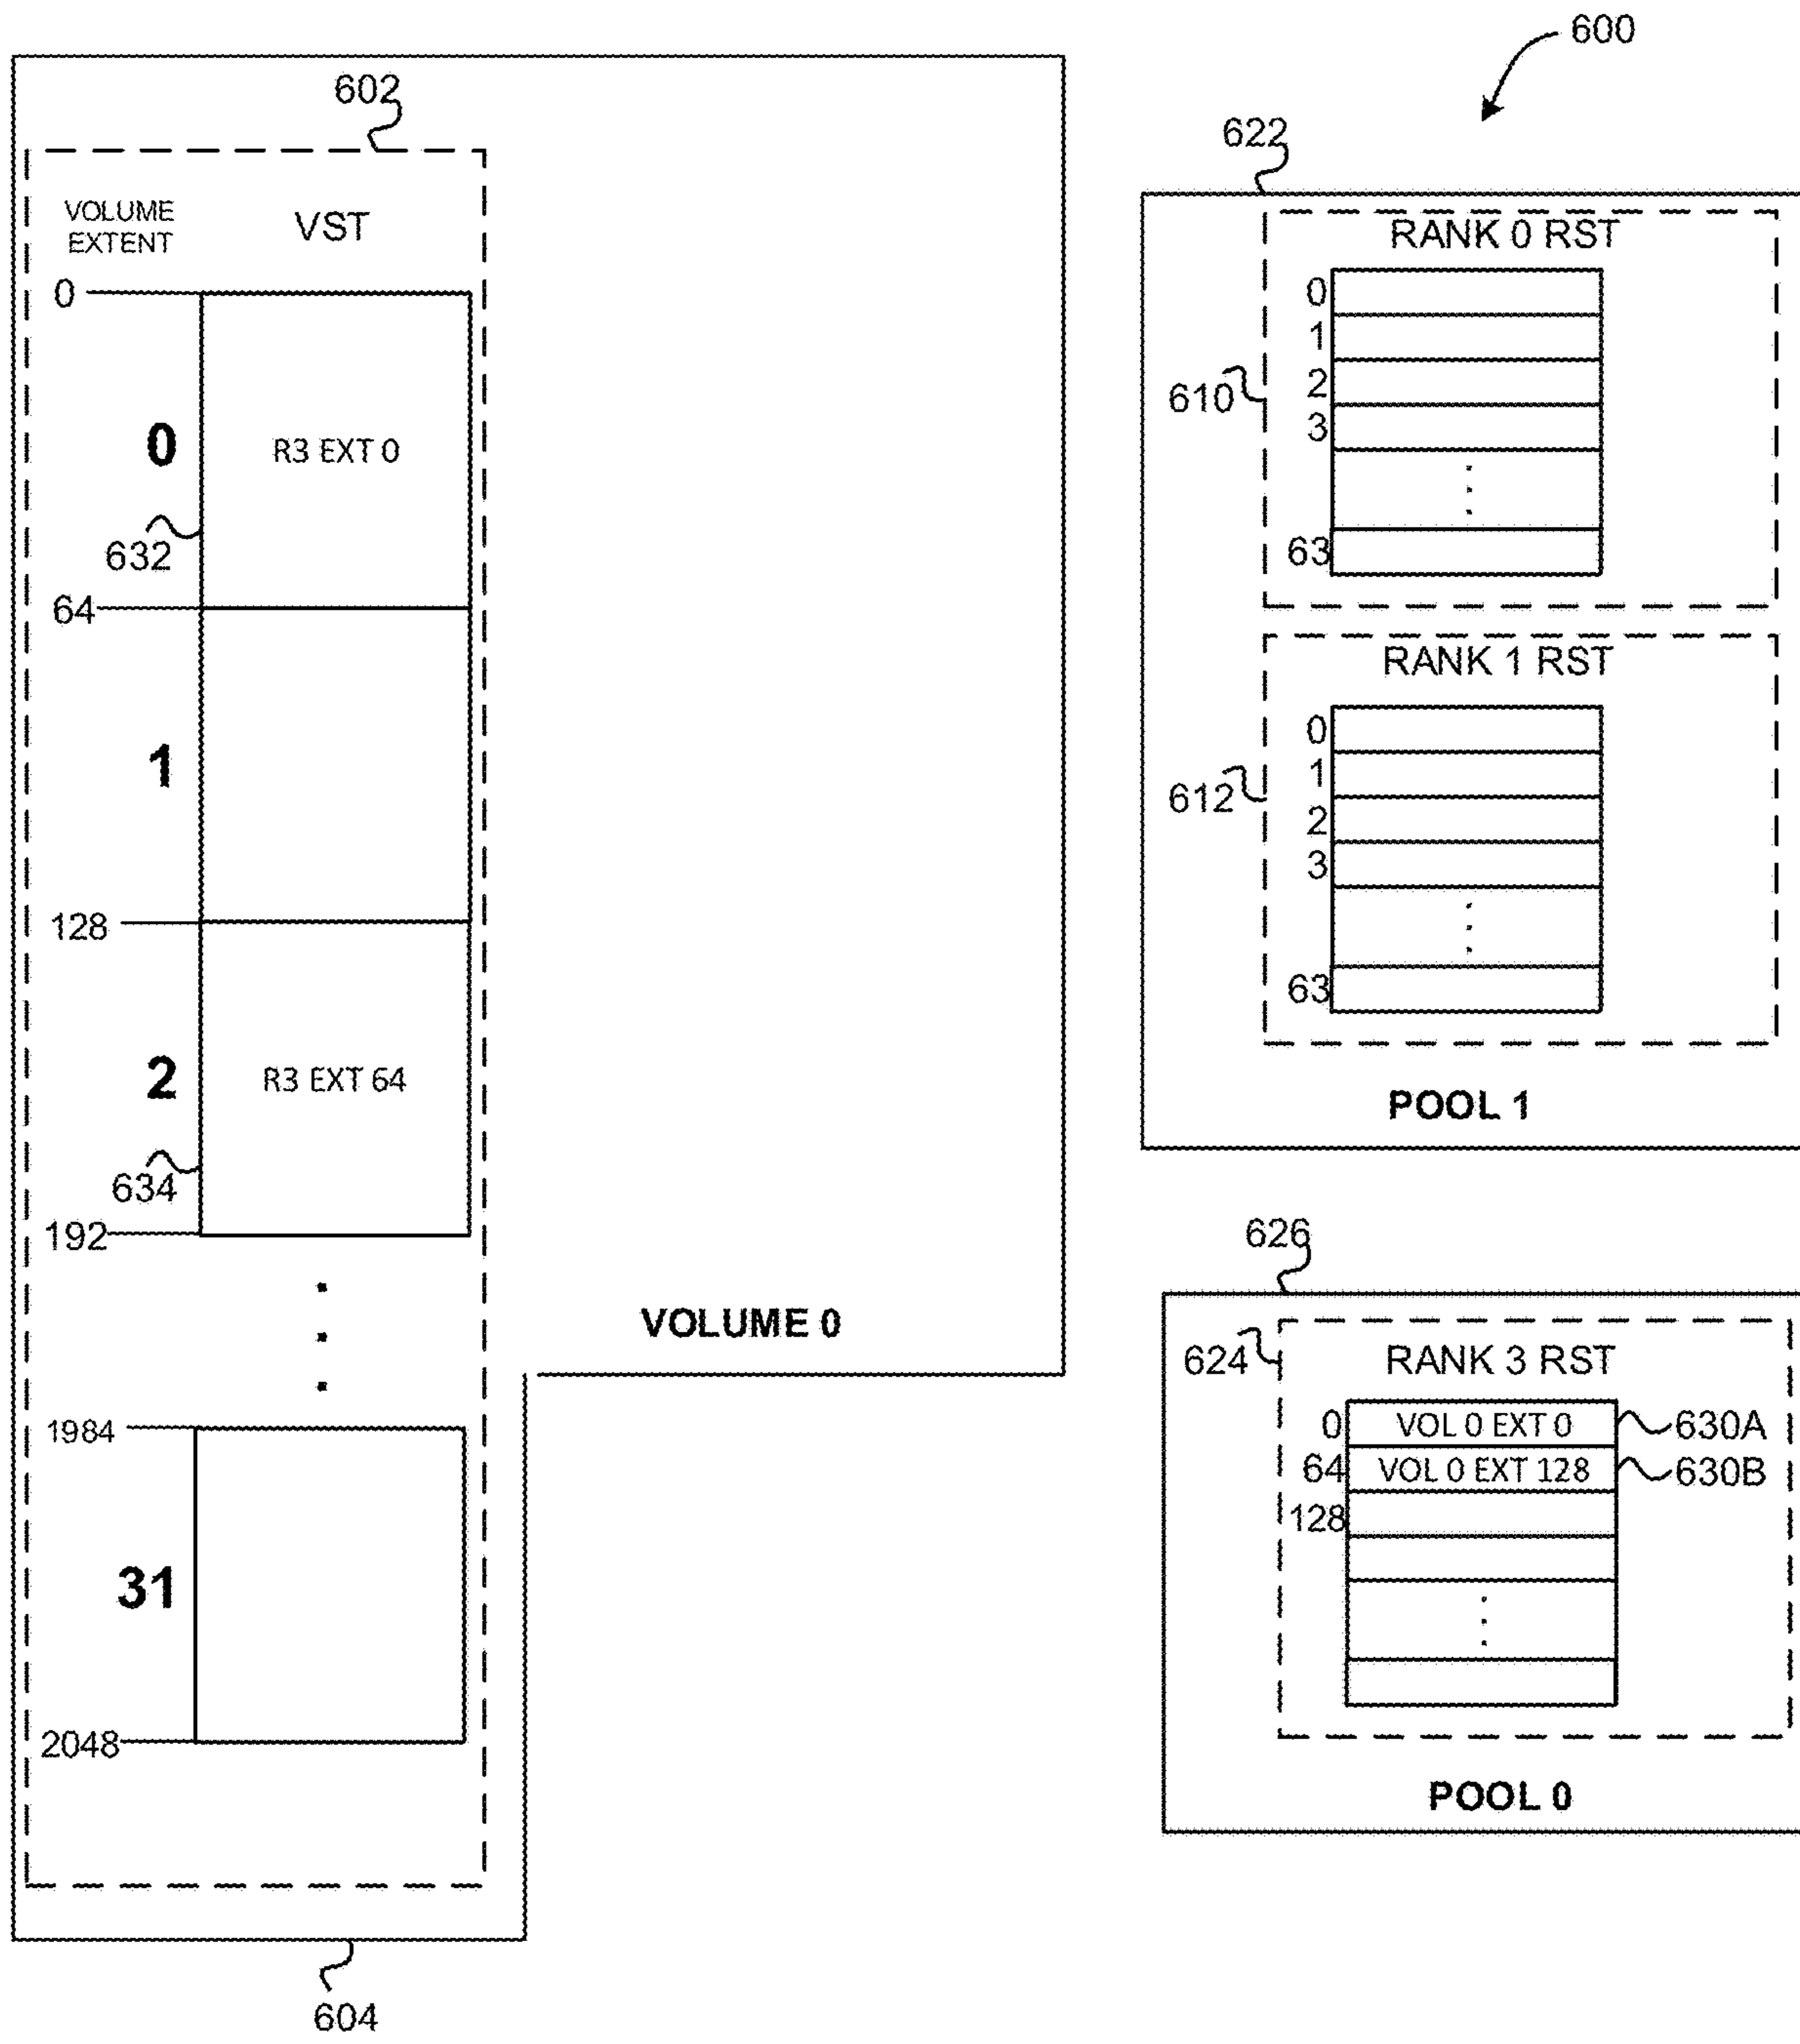 600
602
622
VOLUME
EXTENT
VST
0
0
R3 EXT 0
632
64
1
128
2
R3 EXT 64
634
192
VOLUME 0
1984
31
2048
604
RANK 0 RST
0
1
2
3
63
610
RANK 1 RST
0
1
2
3
63
612
POOL 1
626
624
RANK 3 RST
0 VOL 0 EXT 0 630A
64 VOL 0 EXT 128 630B
128
POOL 0